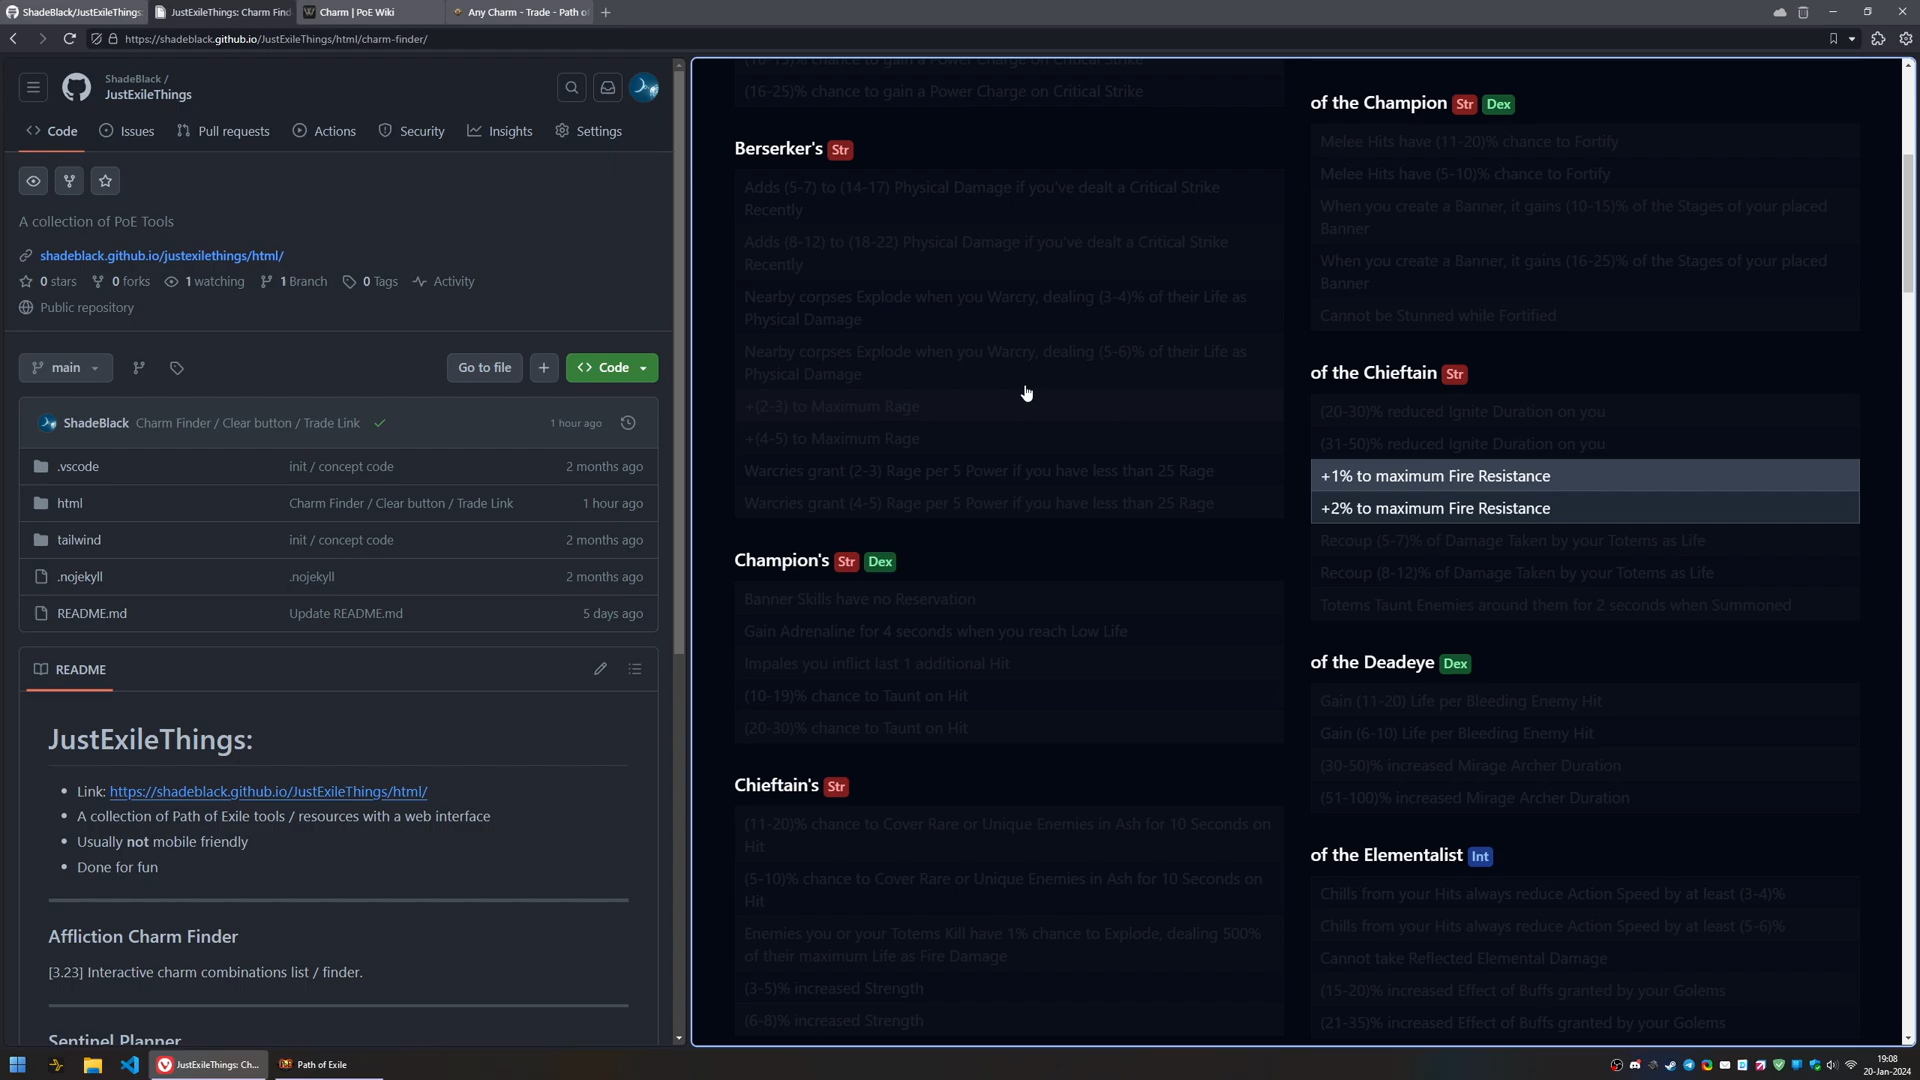 ShadeBlack/JustExileThings:
JustExileThings: Charm Find
Charm | PoE Wiki
Any Charm - Trade - Path of
https://shadeblack.github.io/JustExileThings/html/charm-finder/
ShadeBlack /
JustExileThings
Code
Issues
Pull requests
Actions
Security
Insights
Settings
A collection of PoE Tools
shadeblack.github.io/justexilethings/html/
0 stars
0 forks
1 watching
1 Branch
0 Tags
Activity
Public repository
main
Go to file
Code
ShadeBlack Charm Finder / Clear button / Trade Link
1 hour ago
.vscode
init / concept code
2 months ago
html
Charm Finder / Clear button / Trade Link
1 hour ago
tailwind
init / concept code
2 months ago
.nojekyll
.nojekyll
2 months ago
README.md
Update README.md
5 days ago
README
JustExileThings:
Link: https://shadeblack.github.io/JustExileThings/html/
A collection of Path of Exile tools / resources with a web interface
Usually not mobile friendly
Done for fun
Affliction Charm Finder
[3.23] Interactive charm combinations list / finder.
Sentinel Planner
(10-15)% chance to gain a Power Charge on Critical Strike
(16-25)% chance to gain a Power Charge on Critical Strike
Berserker's Str
Adds (5-7) to (14-17) Physical Damage if you've dealt a Critical Strike
Recently
Adds (8-12) to (18-22) Physical Damage if you've dealt a Critical Strike
Recently
Nearby corpses Explode when you Warcry, dealing (3-4)% of their Life as
Physical Damage
Nearby corpses Explode when you Warcry, dealing (5-6)% of their Life as
Physical Damage
+(2-3) to Maximum Rage
+(4-5) to Maximum Rage
Warcries grant (2-3) Rage per 5 Power if you have less than 25 Rage
Warcries grant (4-5) Rage per 5 Power if you have less than 25 Rage
Champion's Str Dex
Banner Skills have no Reservation
Gain Adrenaline for 4 seconds when you reach Low Life
Impales you inflict last 1 additional Hit
(10-19)% chance to Taunt on Hit
(20-30)% chance to Taunt on Hit
Chieftain's Str
(11-20)% chance to Cover Rare or Unique Enemies in Ash for 10 Seconds on
Hit
(5-10)% chance to Cover Rare or Unique Enemies in Ash for 10 Seconds on
Hit
Enemies you or your Totems Kill have 1% chance to Explode, dealing 500%
of their maximum Life as Fire Damage
(3-5)% increased Strength
(6-8)% increased Strength
of the Champion Str Dex
Melee Hits have (11-20)% chance to Fortify
Melee Hits have (5-10)% chance to Fortify
When you create a Banner, it gains (10-15)% of the Stages of your placed
Banner
When you create a Banner, it gains (16-25)% of the Stages of your placed
Banner
Cannot be Stunned while Fortified
of the Chieftain Str
(20-30)% reduced Ignite Duration on you
(31-50)% reduced Ignite Duration on you
+1% to maximum Fire Resistance
+2% to maximum Fire Resistance
Recoup (5-7)% of Damage Taken by your Totems as Life
Recoup (8-12)% of Damage Taken by your Totems as Life
Totems Taunt Enemies around them for 2 seconds when Summoned
of the Deadeye Dex
Gain (11-20) Life per Bleeding Enemy Hit
Gain (6-10) Life per Bleeding Enemy Hit
(30-50)% increased Mirage Archer Duration
(51-100)% increased Mirage Archer Duration
of the Elementalist Int
Chills from your Hits always reduce Action Speed by at least (3-4)%
Chills from your Hits always reduce Action Speed by at least (5-6)%
Cannot take Reflected Elemental Damage
(15-20)% increased Effect of Buffs granted by your Golems
(21-35)% increased Effect of Buffs granted by your Golems
JustExileThings: Ch...
Path of Exile
19:08
20-Jan-2024